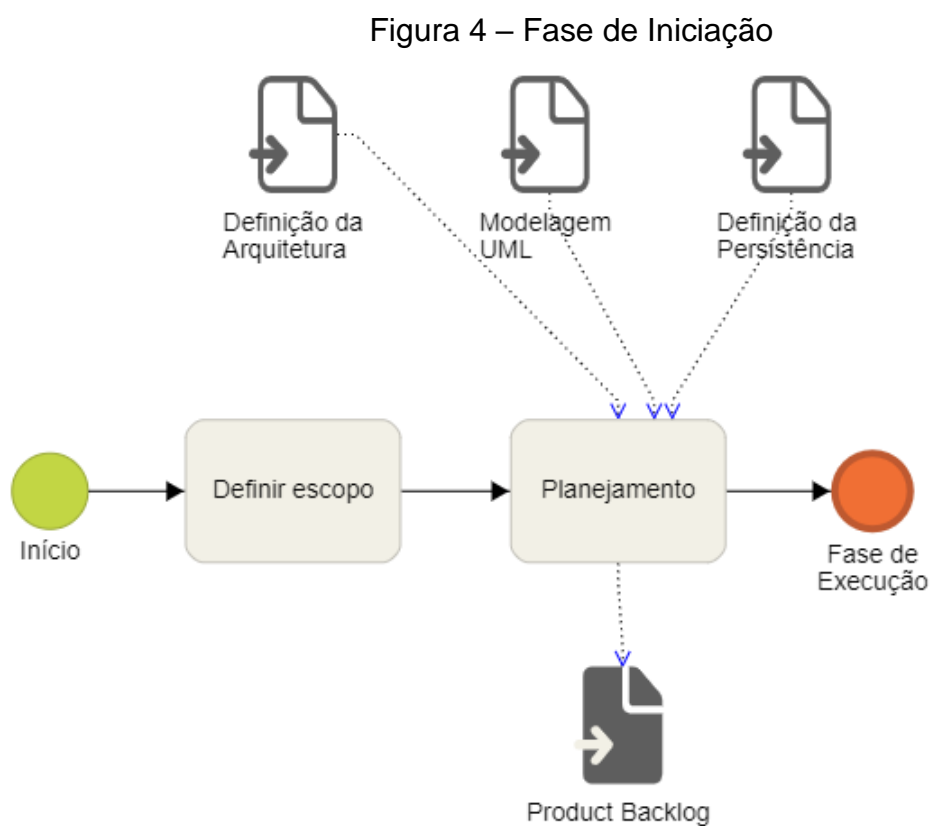 Figura 4 – Fase de Iniciação
Definição da
Arquitetura
Modelagem
UML
Definição da
Persistência
Definir escopo
Planejamento
Início
Fase de
Execução
Product Backlog